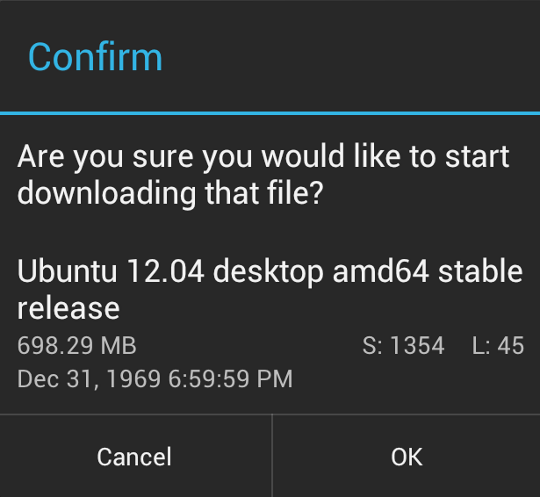 Confirm
Are you sure you would like to start
downloading that file?
Ubuntu 12.04 desktop amd64 stable
release
698.29 MB S: 1354 L: 45
Dec 31, 1969 6:59:59 PM
Cancel OK